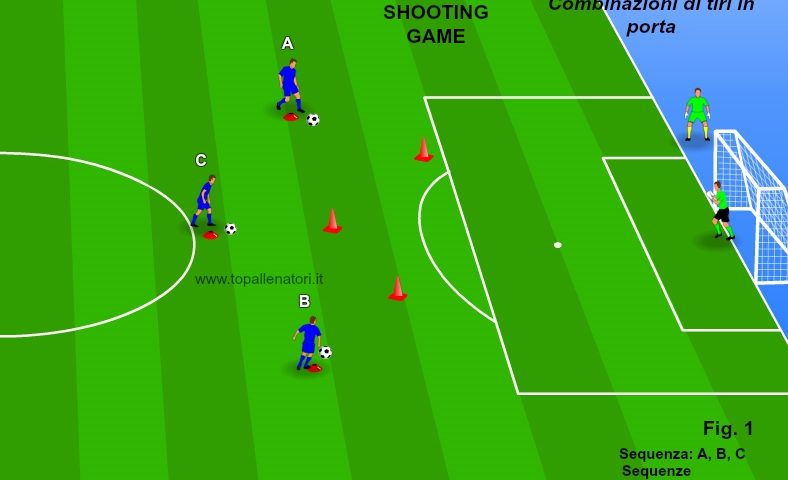 SHOOTING
GAME
Combinazioni di tiri in
porta
A
C
www.topallenatori.it
B
Fig. 1
Sequenza: A, B, C
Sequenze